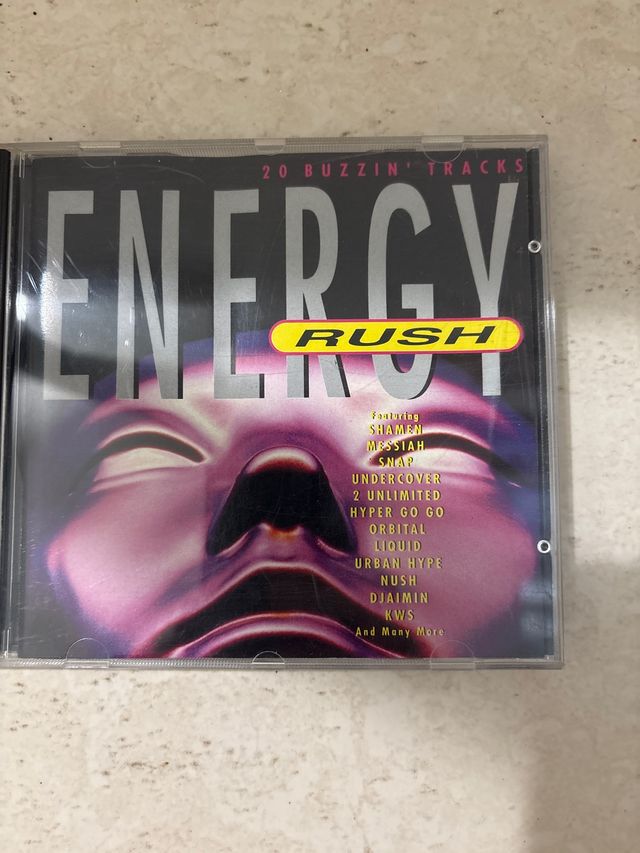 20 BUZZIN' TRACKS
ENERGY
RUSH
Featuring
SHAMEN
MESSIAH
SNAP
UNDERCOVER
2 UNLIMITED
HYPER GO GO
ORBITAL
LIQUID
URBAN HYPE
NUSH
DJAIMIN
KWS
And Many More